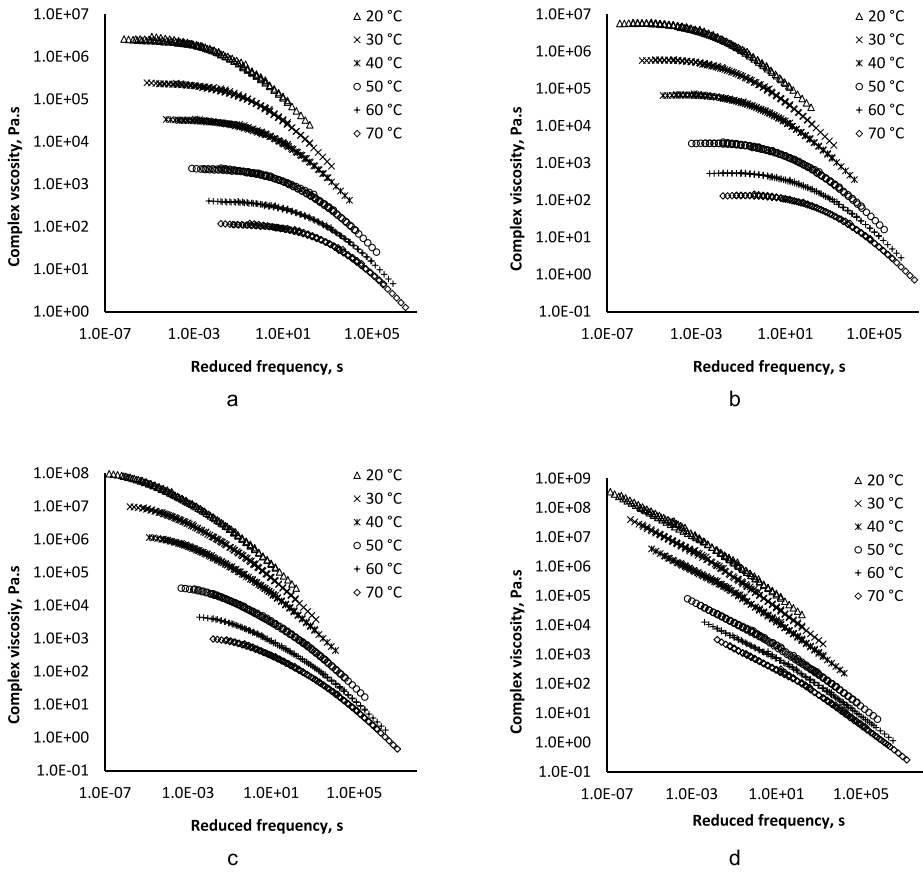 1.0E+07
1.0E+06
1.0E+05
1.0E+04
1.0E+03
1.0E+02
1.0E+01
1.0E+00
1.0E-07 1.0E-03 1.0E+01 1.0E+05
Complex vscosity, Pa.s
Reduced frequency, s
20 °C
30 °C
40 °C
50 °C
60 °C
70 °C
a
1.0E+07
1.0E+06
1.0E+05
1.0E+04
1.0E+03
1.0E+02
1.0E+01
1.0E+00
1.0E-01
1.0E-07 1.0E-03 1.0E+01 1.0E+05
Complex viscosity, Pa.s
Reduced frequency, s
20 °C
30 °C
40 °C
50 °C
60 °C
70 °C
b
1.0E+08
1.0E+07
1.0E+06
1.0E+05
1.0E+04
1.0E+03
1.0E+02
1.0E+01
1.0E+00
1.0E-01
1.0E-07 1.0E-03 1.0E+01 1.0E+05
Complex viscosiy, Pa.s
Reduced frequency, s
20 °C
30 °C
40 °C
50 °C
60 °C
70 °C
c
1.0E+09
1.0E+08
1.0E+07
1.0E+06
1.0E+05
1.0E+04
1.0E+03
1.0E+02
1.0E+01
1.0E+00
1.0E-01
1.0E-07 1.0E-03 1.0E+01 1.0E+05
Complex viscosity, Pa.s
Reduced frequency, s
20 °C
30 °C
40 °C
50 °C
60 °C
70 °C
d